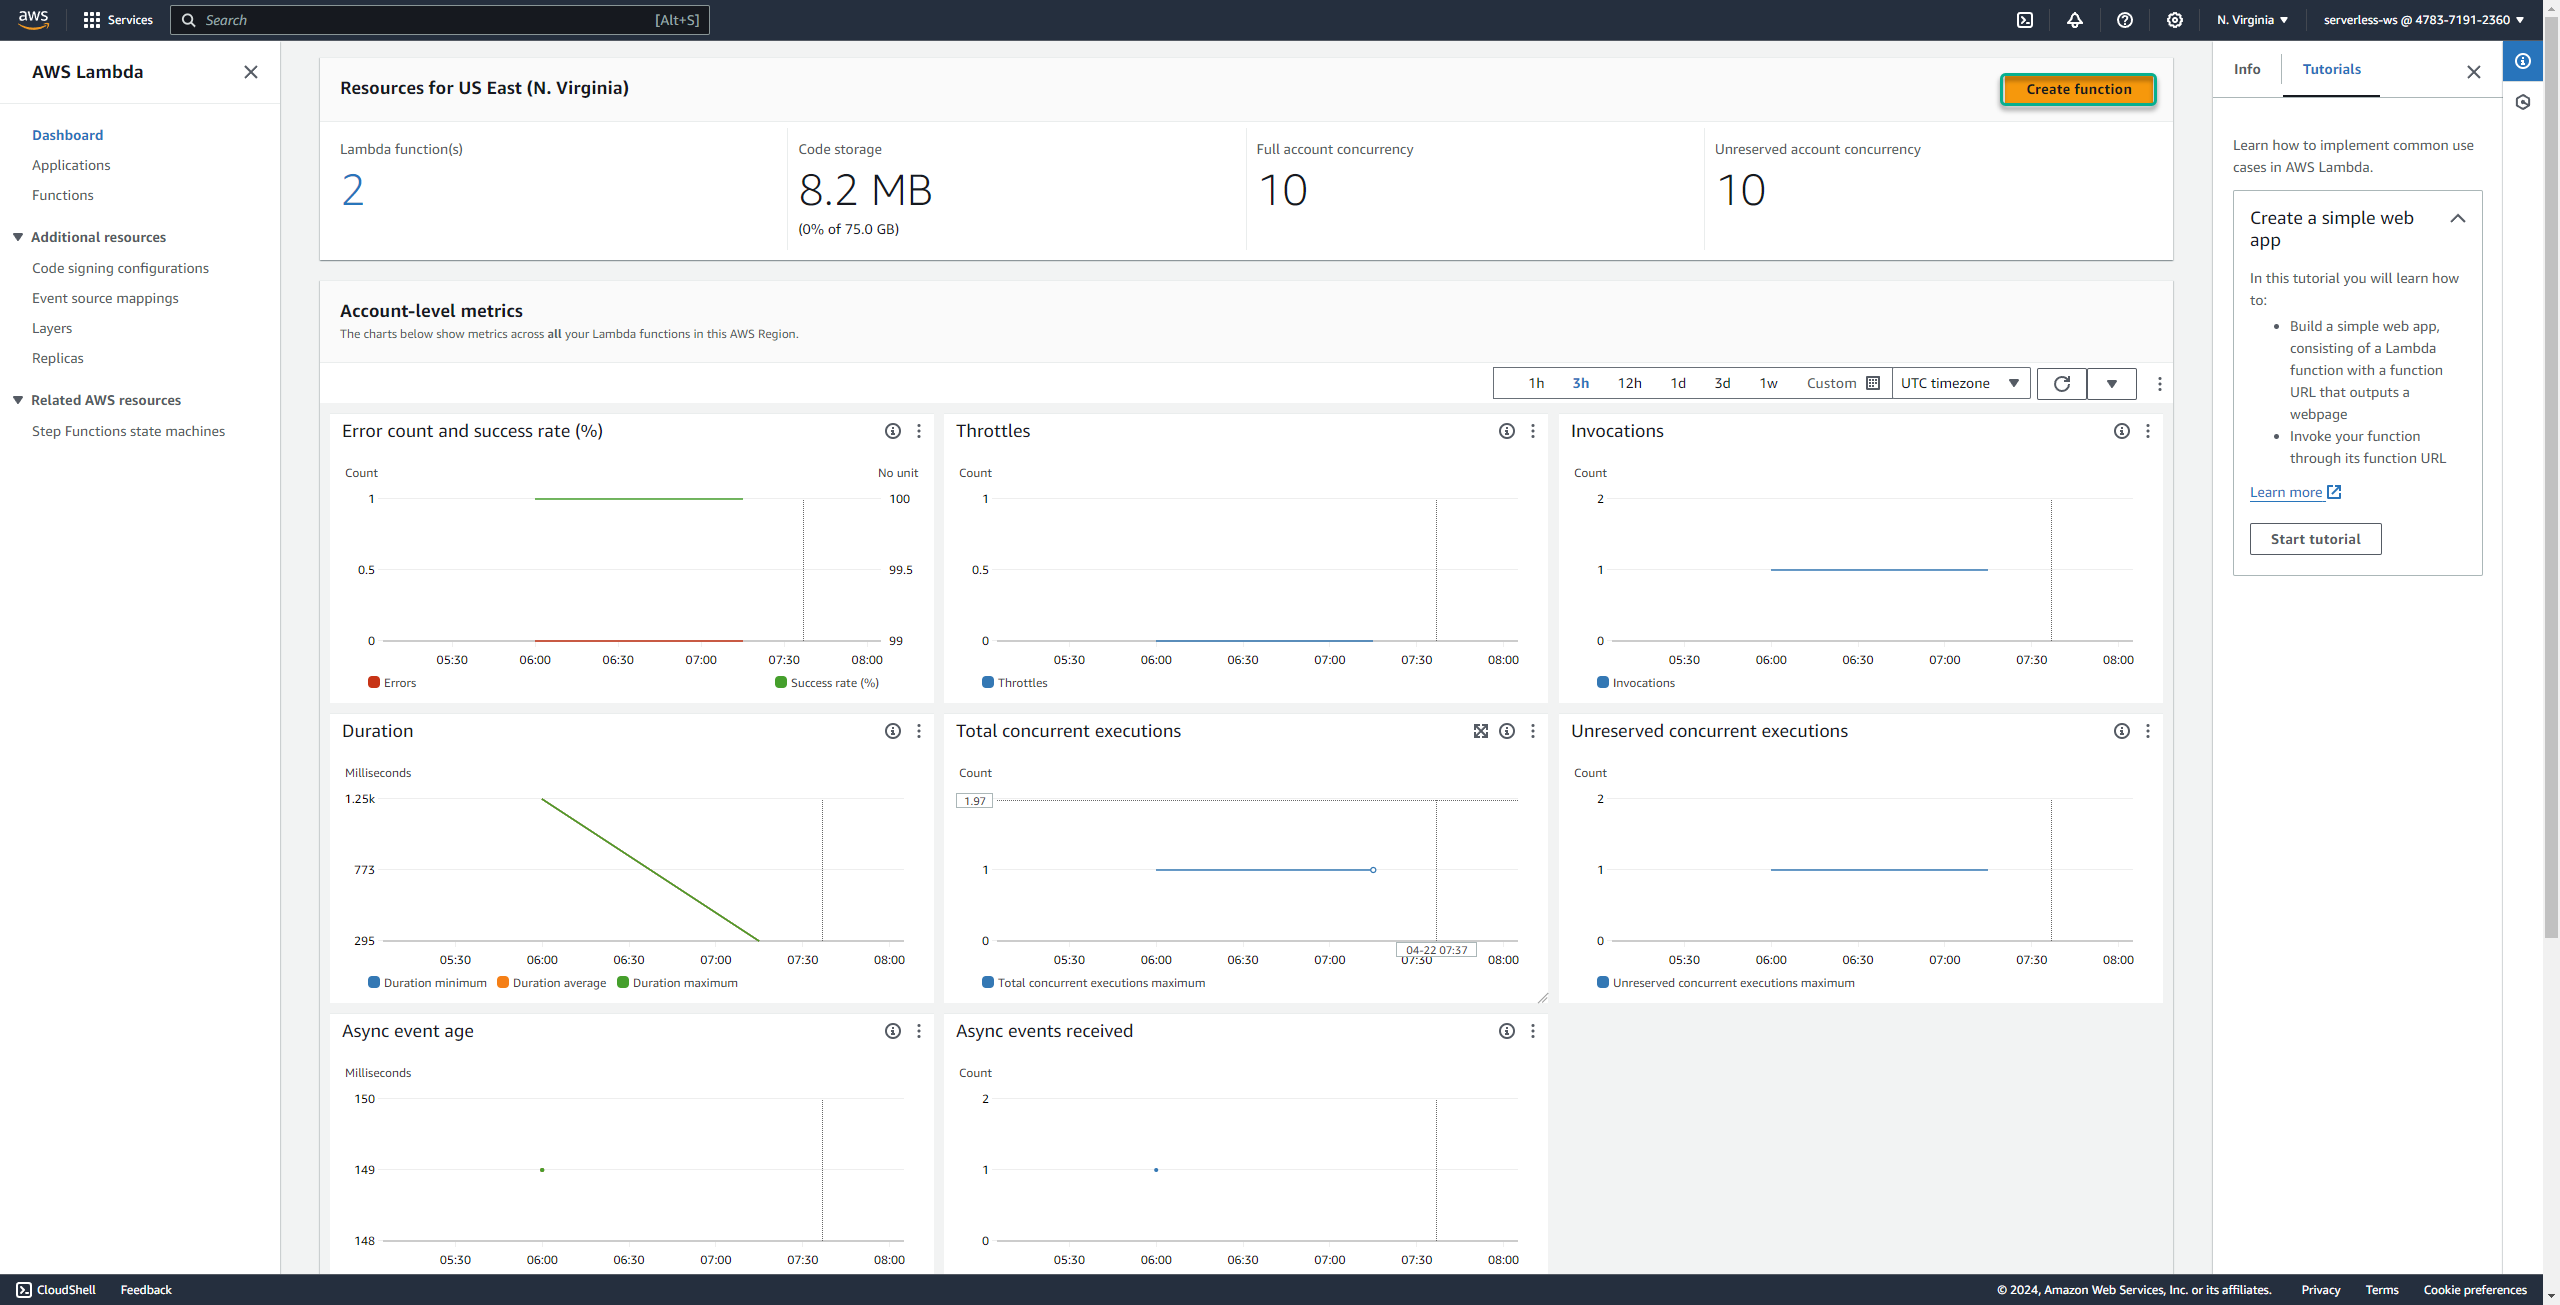 aws
Services
Search
[Alt+S]
N. Virginia
serverless-ws @ 4783-7191-2360
AWS Lambda
Dashboard
Applications
Functions
Additional resources
Code signing configurations
Event source mappings
Layers
Replicas
Related AWS resources
Step Functions state machines
Resources for US East (N. Virginia)
Create function
Lambda function(s)
2
Code storage
8.2 MB
(0% of 75.0 GB)
Full account concurrency
10
Unreserved account concurrency
10
Account-level metrics
The charts below show metrics across all your Lambda functions in this AWS Region.
1h 3h 12h 1d 3d 1w Custom
UTC timezone
Error count and success rate (%)
Count
No unit
1
100
0.5
99.5
0
99
05:30 06:00 06:30 07:00 07:30 08:00
Errors
Success rate (%)
Throttles
Count
1
0.5
0
05:30 06:00 06:30 07:00 07:30 08:00
Throttles
Invocations
Count
2
1
0
05:30 06:00 06:30 07:00 07:30 08:00
Invocations
Duration
Milliseconds
1.25k
773
295
05:30 06:00 06:30 07:00 07:30 08:00
Duration minimum Duration average Duration maximum
Total concurrent executions
Count
1.97
1
0
04-22 07:37
05:30 06:00 06:30 07:00 07:30 08:00
Total concurrent executions maximum
Unreserved concurrent executions
Count
2
1
0
05:30 06:00 06:30 07:00 07:30 08:00
Unreserved concurrent executions maximum
Async event age
Milliseconds
150
149
148
05:30 06:00 06:30 07:00 07:30 08:00
Async events received
Count
2
1
0
05:30 06:00 06:30 07:00 07:30 08:00
Info
Tutorials
Learn how to implement common use
cases in AWS Lambda.
Create a simple web
app
In this tutorial you will learn how
to:
Build a simple web app,
consisting of a Lambda
function with a function
URL that outputs a
webpage
Invoke your function
through its function URL
Learn more
Start tutorial
CloudShell
Feedback
© 2024, Amazon Web Services, Inc. or its affiliates.
Privacy
Terms
Cookie preferences